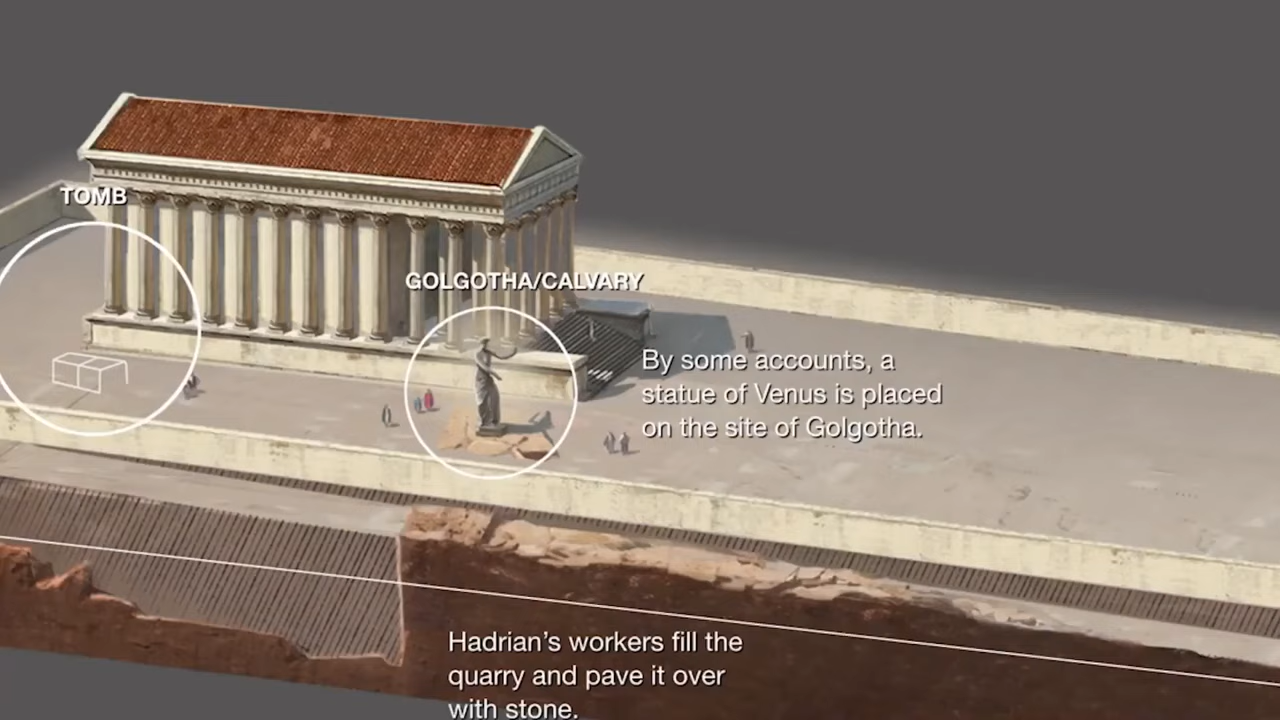 TOMB
GOLGOTHA/CALVARY
By some accounts, a
statue of Venus is placed
on the site of Golgotha.
Hadrian’s workers fill the
quarry and pave it over
with stone.